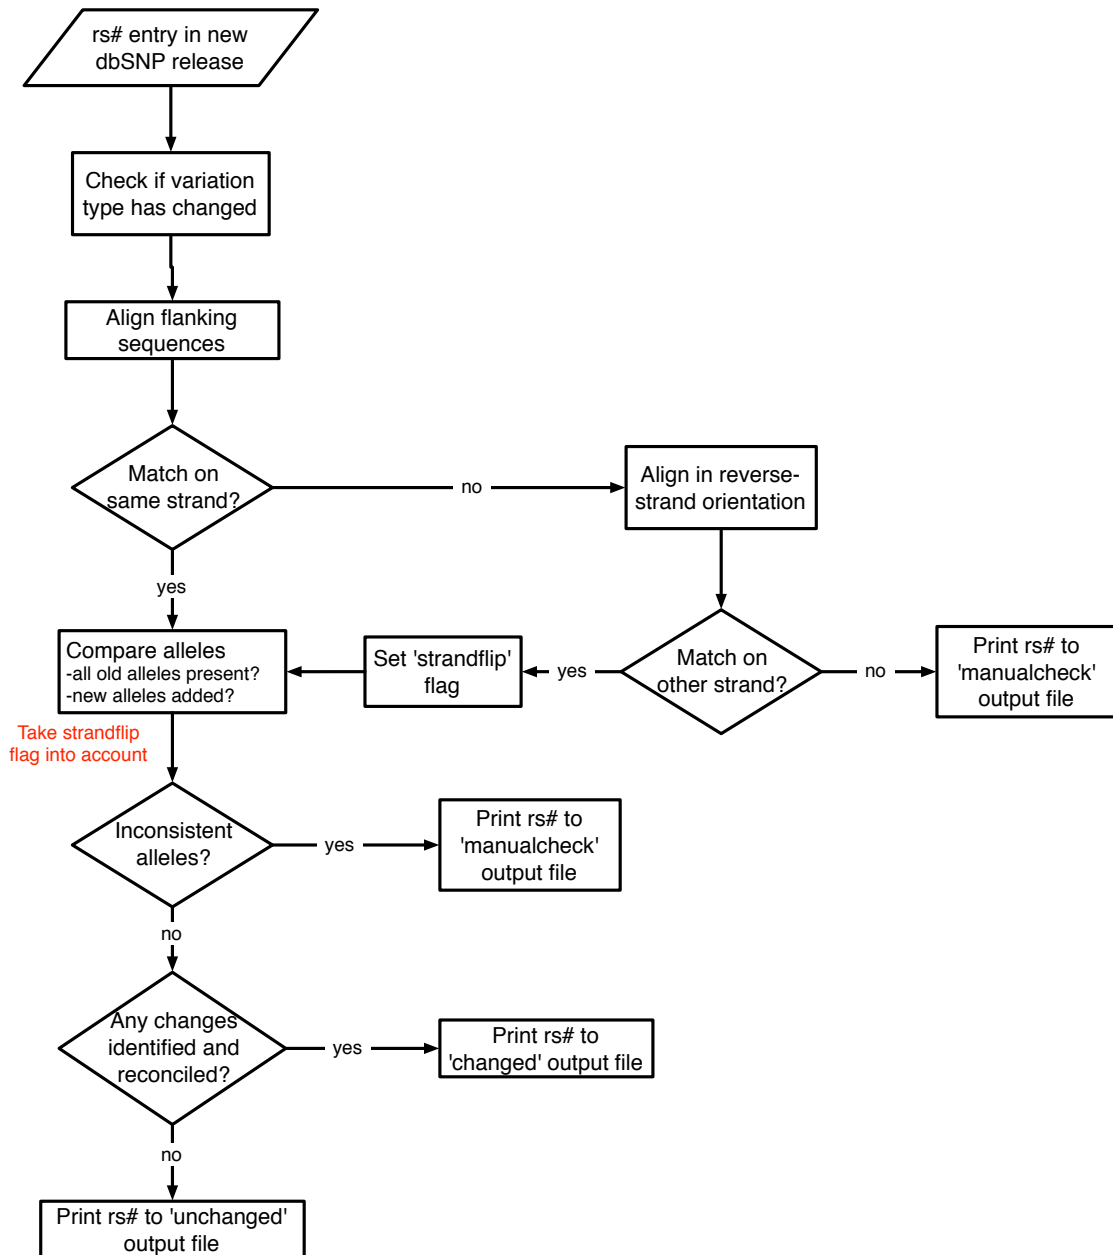 rs# entry in new
dbSNP release
Check if variation
type has changed
Align flanking
sequences
Match on
same strand?
no
Align in reverse-
strand orientation
yes
Compare alleles
-all old alleles present?
-new alleles added?
Set 'strandflip'
flag
yes
Match on
other strand?
no
Print rs# to
'manualcheck'
output file
Take strandflip
flag into account
Inconsistent
alleles?
yes
Print rs# to
'manualcheck'
output file
no
Any changes
identified and
reconciled?
yes
Print rs# to
'changed' output file
no
Print rs# to 'unchanged'
output file